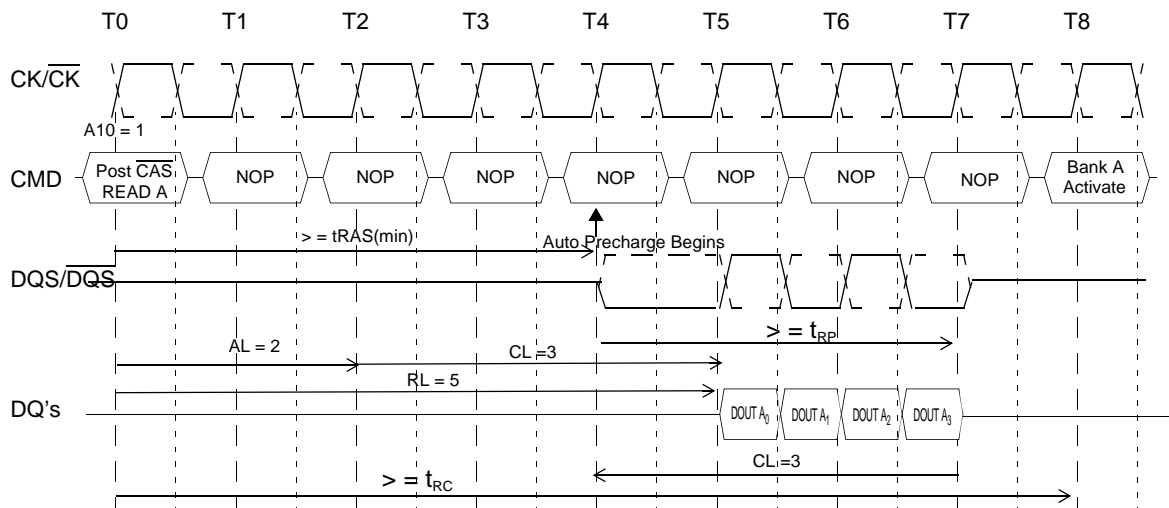 T0 T1 T2 T3 T4 T5 T6 T7 T8
CK/CK
A10 = 1
CMD
Post CAS
READ A
NOP NOP NOP NOP NOP NOP NOP
Bank A
Activate
> = tRAS(min)
Auto Precharge Begins
DQS/DQS
> = tRP
AL = 2
CL =3
RL = 5
DQ's
DOUT A0 DOUT A1 DOUT A2 DOUT A3
CL =3
> = tRC